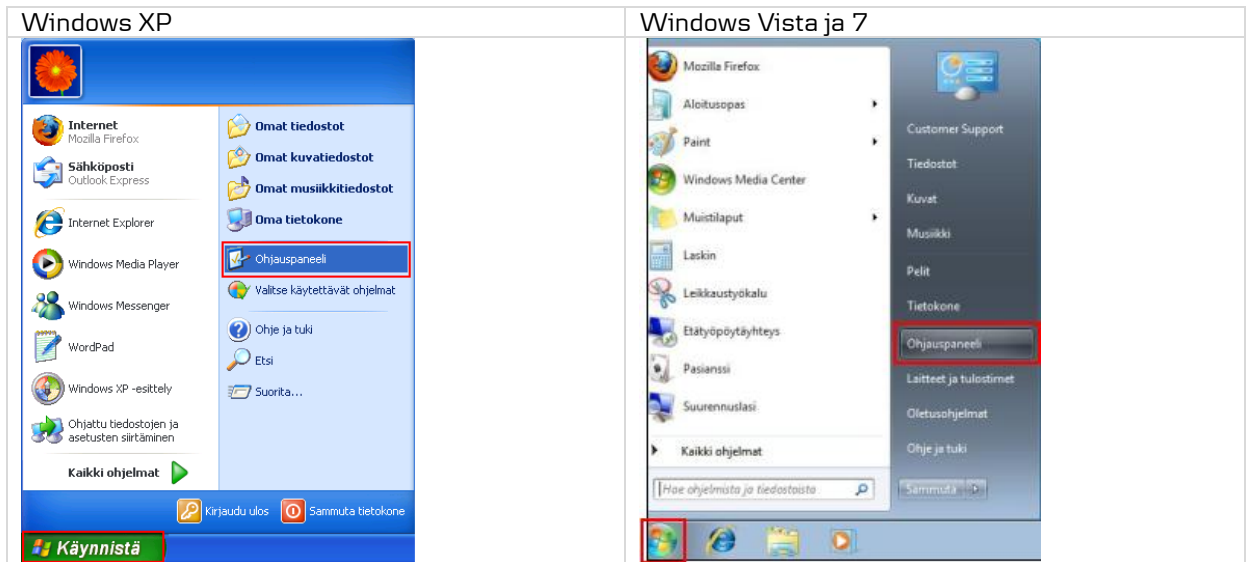 Windows XP
Internet
Mozilla Firefox
Sähköposti
Outlook Express
Internet Explorer
Windows Media Player
Windows Messenger
WordPad
Windows XP -esittely
Ohjattu tiedostojen ja
asetusten siirtäminen
Kaikki ohjelmat
Omat tiedostot
Omat kuvatiedostot
Omat musiikkitiedostot
Oma tietokone
Ohjauspaneeli
Valitse käytettävät ohjelmat
Ohje ja tuki
Etsi
Suorita...
Kirjaudu ulos
Sammuta tietokone
Käynnistä
Windows Vista ja 7
Mozilla Firefox
Aloitusopas
Paint
Windows Media Center
Muistilaput
Laskin
Leikkaustyökalu
Etätyöpöytäyhteys
Pasianssi
Suurennuslasi
Kaikki ohjelmat
Hae ohjelmista ja tiedostoista
Customer Support
Tiedostot
Kuvat
Musiikki
Pelit
Tietokone
Ohjauspaneeli
Laitteet ja tulostimet
Oletusohjelmat
Ohje ja tuki
Sammuta